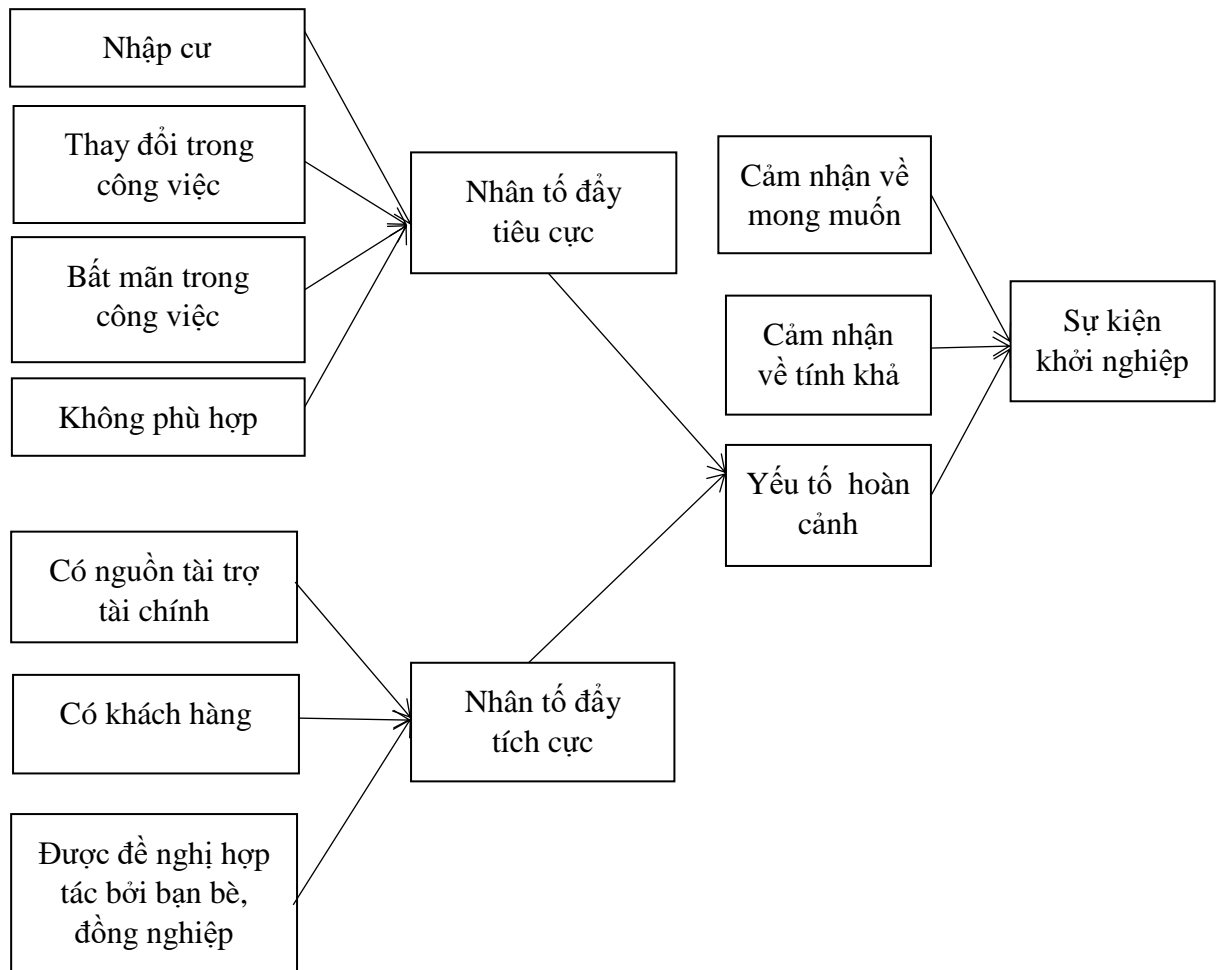 Nhập cư
Thay đổi trong
công việc
Bất mãn trong
công việc
Không phù hợp
Có nguồn tài trợ
tài chính
Có khách hàng
Được đề nghị hợp
tác bởi bạn bè,
đồng nghiệp
Nhân tố đẩy
tiêu cực
Nhân tố đẩy
tích cực
Cảm nhận về
mong muốn
Cảm nhận
về tính khả
Yếu tố hoàn
cảnh
Sự kiện
khởi nghiệp